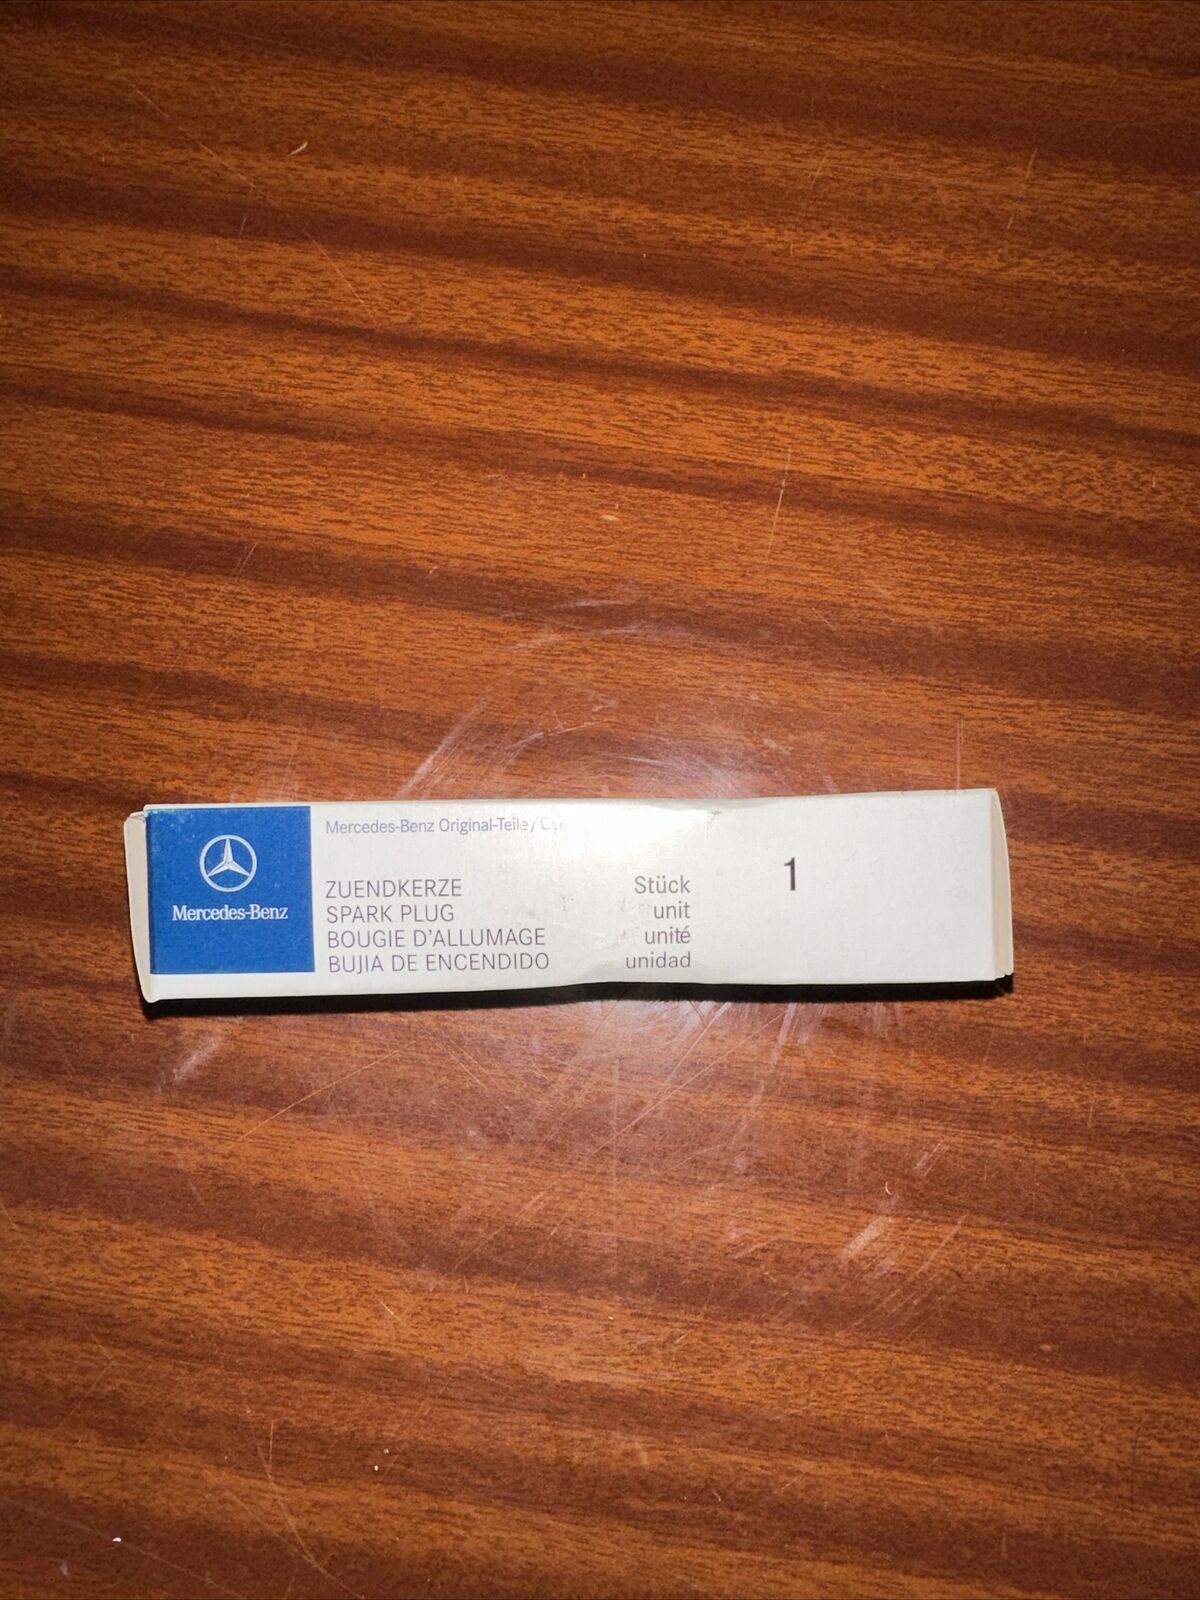 Mercedes-Benz Original-Teile /
Mercedes-Benz
ZUENDKERZE
SPARK PLUG
BOUGIE D'ALLUMAGE
BUJIA DE ENCENDIDO
Stück
unit
unité
unidad
1